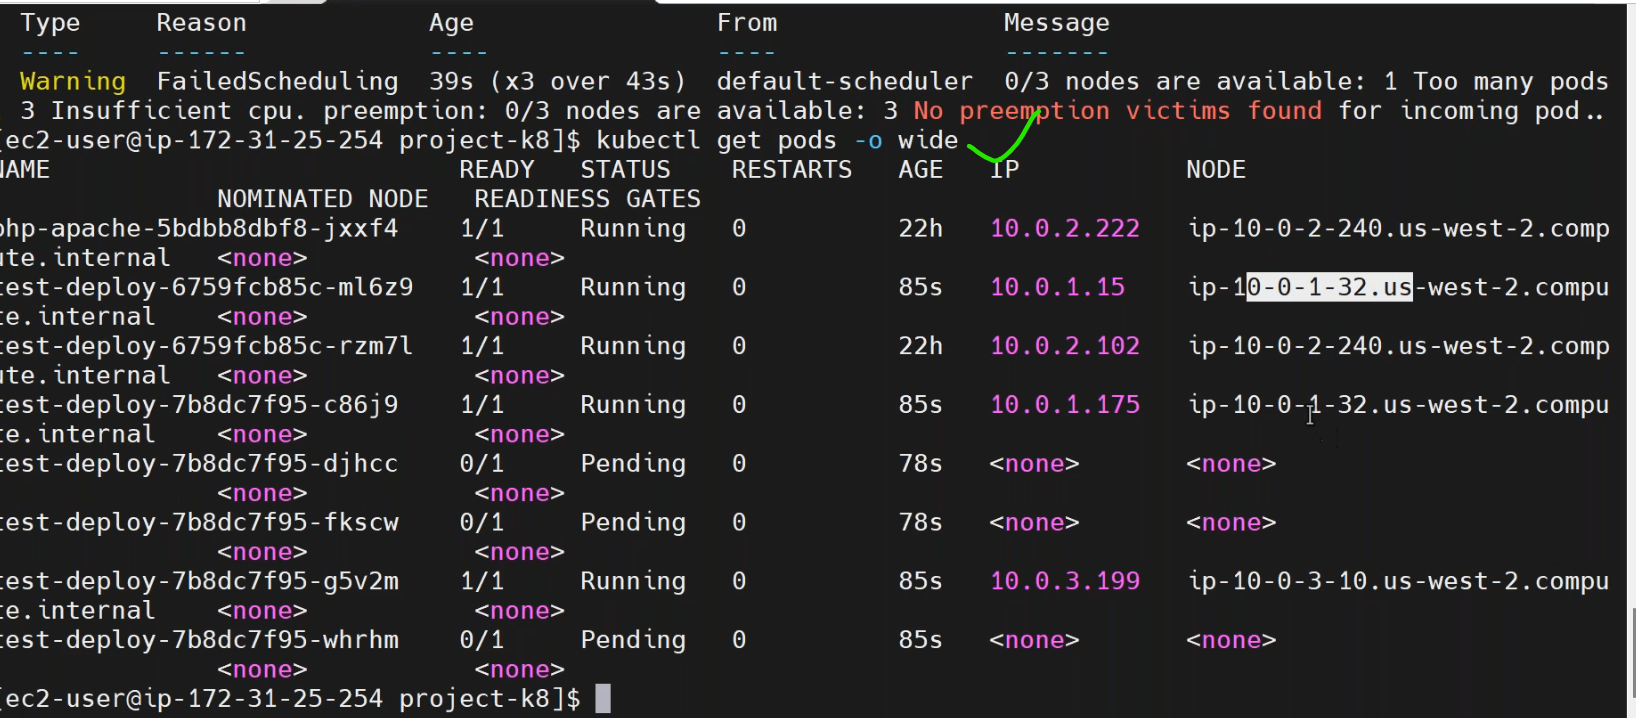 Type Reason Age From Message
---- ------ ---- ---- -------
Warning FailedScheduling 39s (x3 over 43s) default-scheduler 0/3 nodes are available: 1 Too many pods
3 Insufficient cpu. preemption: 0/3 nodes are available: 3 No preemption victims found for incoming pod..
[ec2-user@ip-172-31-25-254 project-k8]$ kubectl get pods -o wide
NAME READY STATUS RESTARTS AGE IP NODE
NOMINATED NODE READINESS GATES
php-apache-5bdbb8dbf8-jxxf4 1/1 Running 0 22h 10.0.2.222 ip-10-0-2-240.us-west-2.comp
ute.internal <none> <none>
test-deploy-6759fcb85c-ml6z9 1/1 Running 0 85s 10.0.1.15 ip-10-0-1-32.us-west-2.compu
te.internal <none> <none>
test-deploy-6759fcb85c-rzm7l 1/1 Running 0 22h 10.0.2.102 ip-10-0-2-240.us-west-2.comp
ute.internal <none> <none>
test-deploy-7b8dc7f95-c86j9 1/1 Running 0 85s 10.0.1.175 ip-10-0-1-32.us-west-2.compu
te.internal <none> <none>
test-deploy-7b8dc7f95-djhcc 0/1 Pending 0 78s <none> <none>
<none> <none>
test-deploy-7b8dc7f95-fkscw 0/1 Pending 0 78s <none> <none>
<none> <none>
test-deploy-7b8dc7f95-g5v2m 1/1 Running 0 85s 10.0.3.199 ip-10-0-3-10.us-west-2.compu
te.internal <none> <none>
test-deploy-7b8dc7f95-whrhm 0/1 Pending 0 85s <none> <none>
<none> <none>
[ec2-user@ip-172-31-25-254 project-k8]$